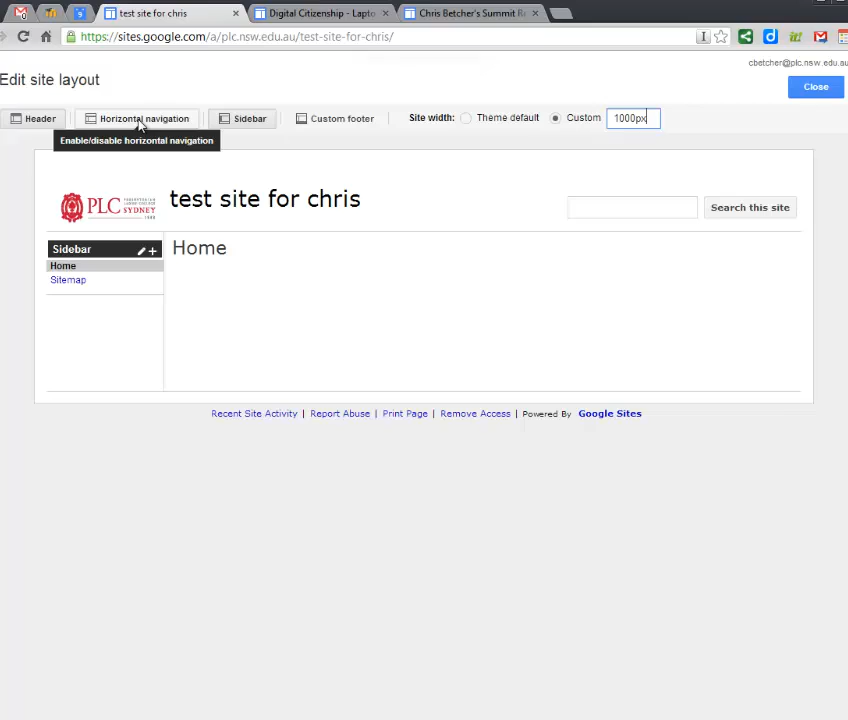 test site for chris
Digital Citizenship - Lapto
Chris Betcher's Summit Re
https://sites.google.com/a/plc.nsw.edu.au/test-site-for-chris/
cbetcher@plc.nsw.edu.au
Edit site layout
Close
Header
Horizontal navigation
Sidebar
Custom footer
Site width:
Theme default
Custom
1000px
Enable/disable horizontal navigation
PLC
SYDNEY
test site for chris
Search this site
Sidebar
Home
Home
Sitemap
Recent Site Activity | Report Abuse | Print Page | Remove Access | Powered By Google Sites